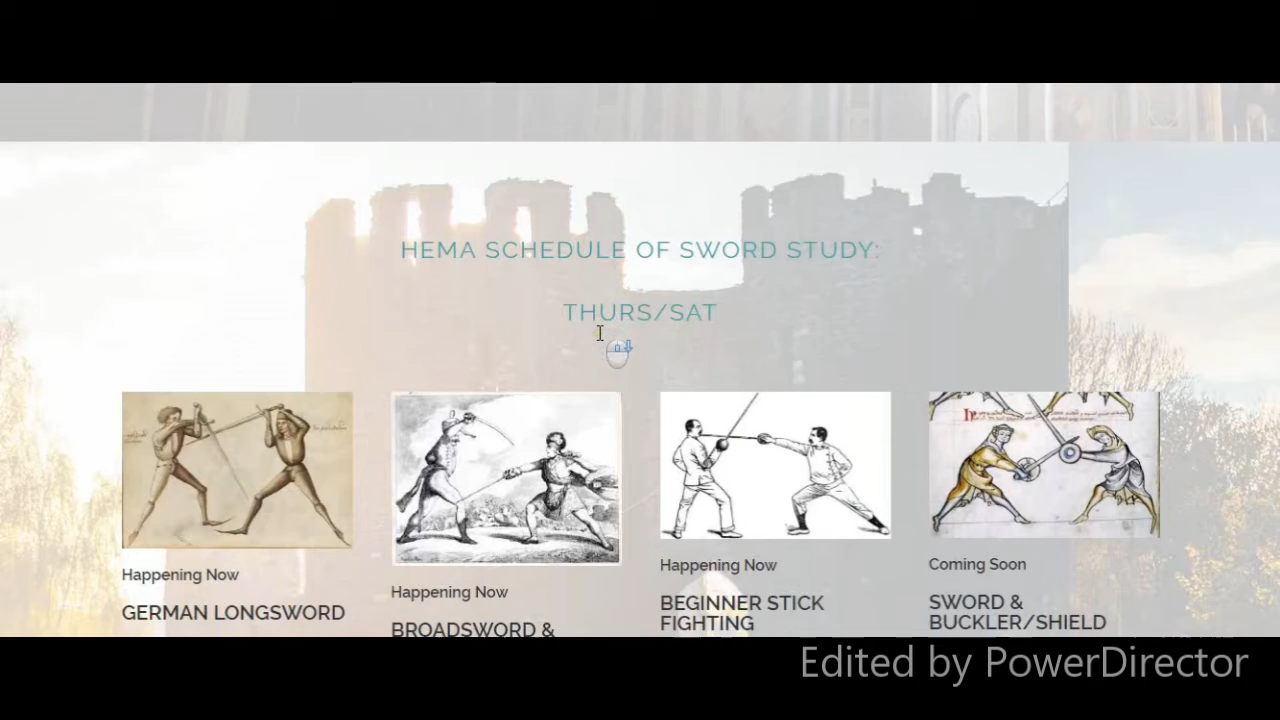 HEMA SCHEDULE OF SWORD STUDY:
THURS/SAT
Happening Now
GERMAN LONGSWORD
Happening Now
BROADSWORD &
Happening Now
BEGINNER STICK
FIGHTING
Coming Soon
SWORD &
BUCKLER/SHIELD
Edited by PowerDirector